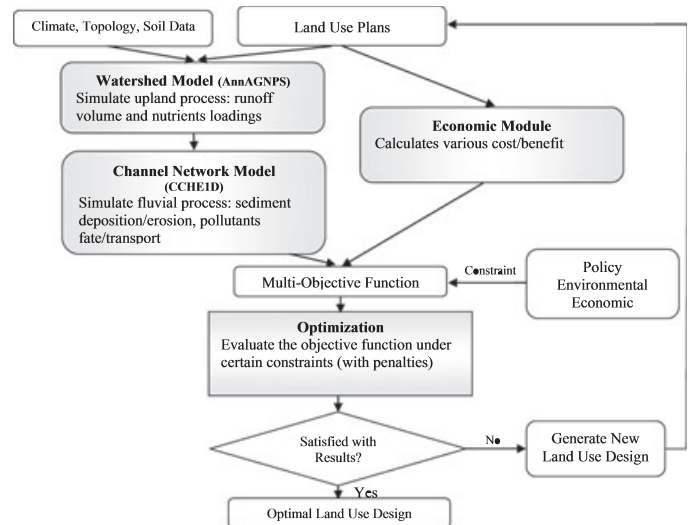 Climate, Topology, Soil Data
Land Use Plans
Watershed Model (AnnAGNPS)
Simulate upland process: runoff
volume and nutrients loadings
Economic Module
Calculates various cost/benefit
Channel Network Model
(CCHE1D)
Simulate fluvial process: sediment
deposition/erosion, pollutants
fate/transport
Multi-Objective Function
Constraint
Policy
Environmental
Economic
Optimization
Evaluate the objective function under
certain constraints (with penalties)
Satisfied with
Results?
No
Generate New
Land Use Design
Yes
Optimal Land Use Design